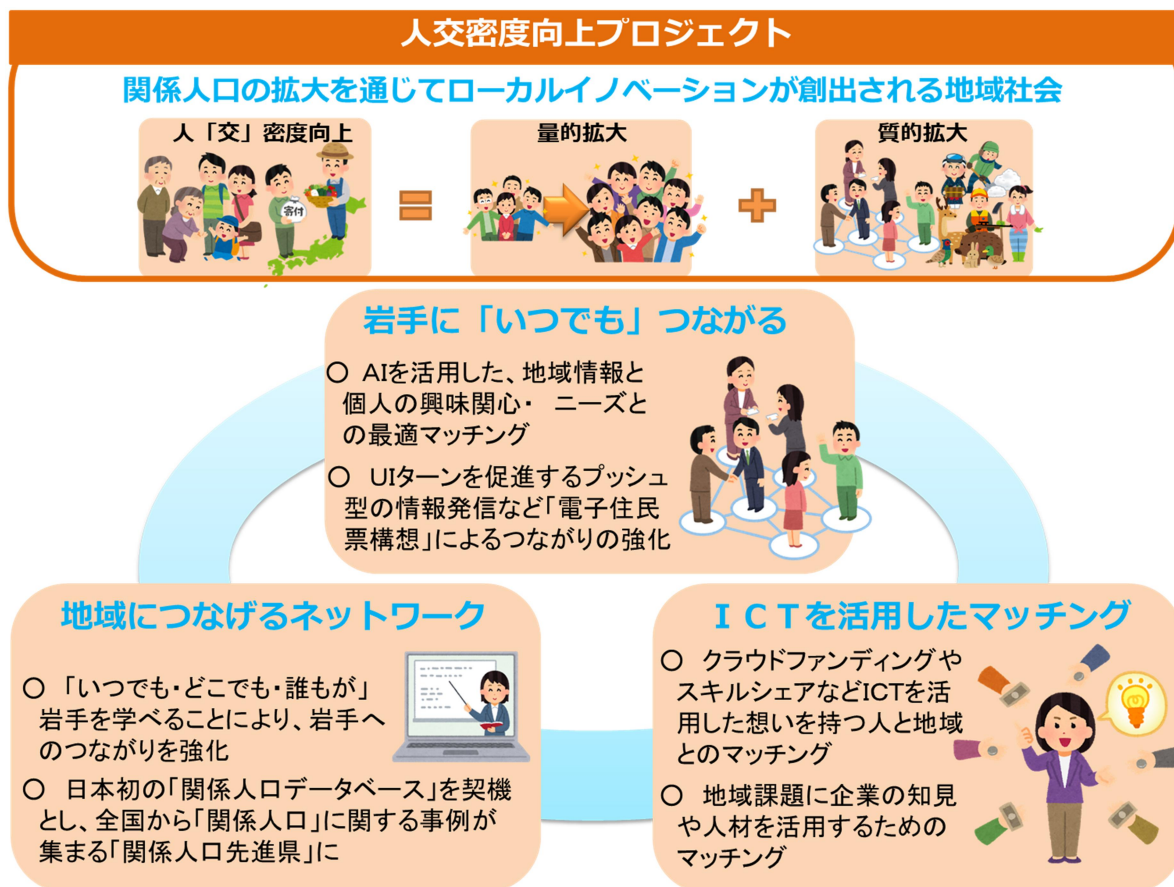 人交密度向上プロジェクト
関係人口の拡大を通じてローカルイノベーションが創出される地域社会
人「交」密度向上
寄付
=
量的拡大
+
質的拡大
岩手に「いつでも」つながる
○ AIを活用した、地域情報と
個人の興味関心・ ニーズと
の最適マッチング
○ UIターンを促進するプッシュ
型の情報発信など「電子住民
票構想」によるつながりの強化
地域につなげるネットワーク
○ 「いつでも・どこでも・誰もが」
岩手を学べることにより、岩手へ
のつながりを強化
○ 日本初の「関係人口データベース」を契機
とし、全国から「関係人口」に関する事例が
集まる「関係人口先進県」に
ＩＣＴを活用したマッチング
○ クラウドファンディングや
スキルシェアなどICTを活
用した想いを持つ人と地域
とのマッチング
○ 地域課題に企業の知見
や人材を活用するための
マッチング